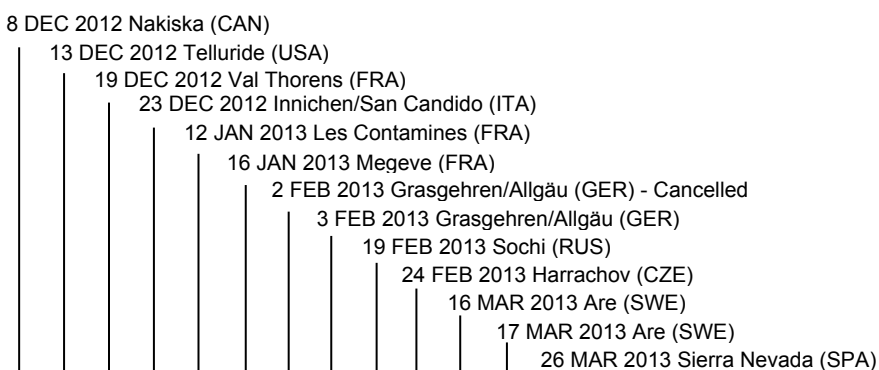 8 DEC 2012 Nakiska (CAN)
13 DEC 2012 Telluride (USA)
19 DEC 2012 Val Thorens (FRA)
23 DEC 2012 Innichen/San Candido (ITA)
12 JAN 2013 Les Contamines (FRA)
16 JAN 2013 Megeve (FRA)
2 FEB 2013 Grasgehren/Allgäu (GER) - Cancelled
3 FEB 2013 Grasgehren/Allgäu (GER)
19 FEB 2013 Sochi (RUS)
24 FEB 2013 Harrachov (CZE)
16 MAR 2013 Are (SWE)
17 MAR 2013 Are (SWE)
26 MAR 2013 Sierra Nevada (SPA)